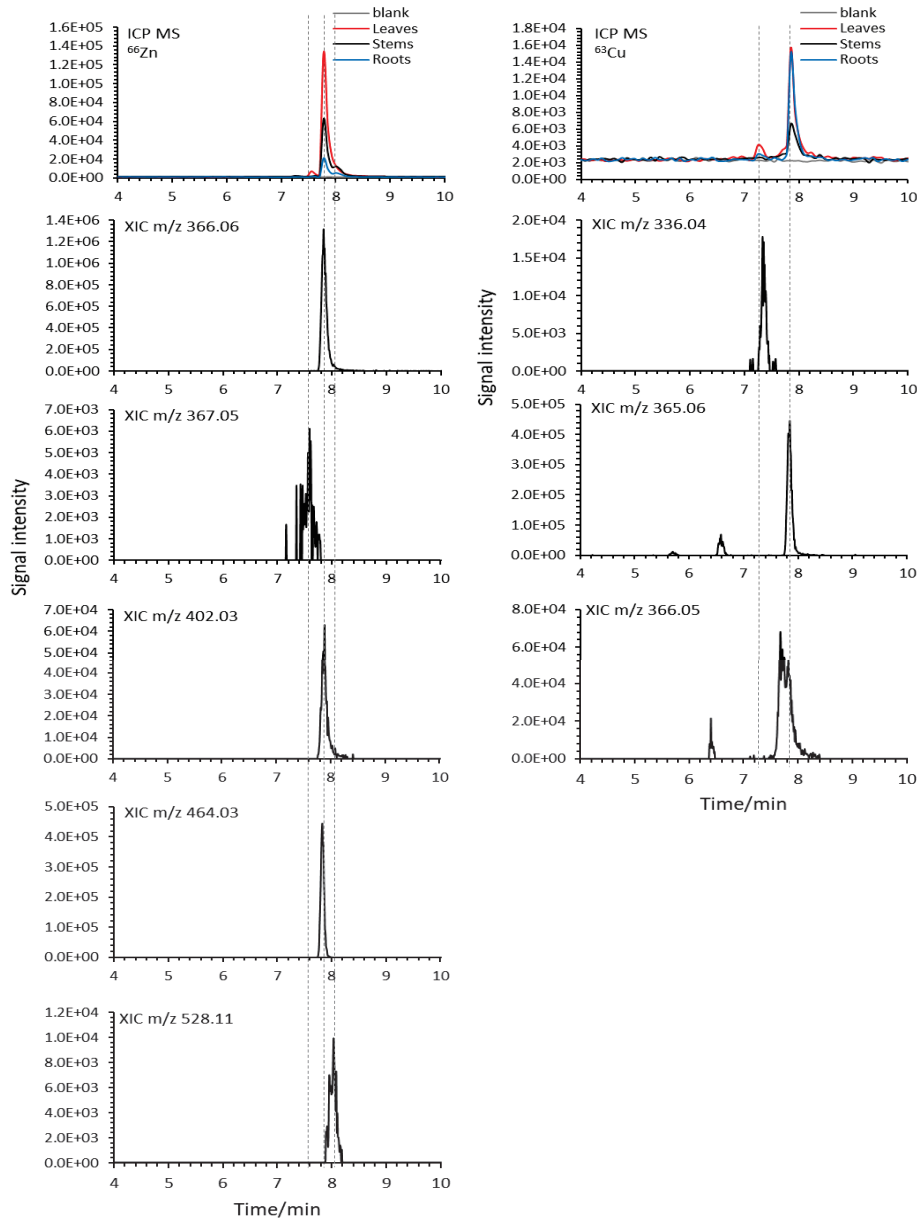 ICP MS
⁶⁶Zn
blank
Leaves
Stems
Roots
1.6E+05
1.4E+05
1.2E+05
1.0E+05
8.0E+04
6.0E+04
4.0E+04
2.0E+04
0.0E+00
4 5 6 7 8 9 10
XIC m/z 366.06
1.4E+06
1.2E+06
1.0E+06
8.0E+05
6.0E+05
4.0E+05
2.0E+05
0.0E+00
4 5 6 7 8 9 10
XIC m/z 367.05
7.0E+03
6.0E+03
5.0E+03
4.0E+03
3.0E+03
2.0E+03
1.0E+03
0.0E+00
4 5 6 7 8 9 10
Signal intensity
XIC m/z 402.03
7.0E+04
6.0E+04
5.0E+04
4.0E+04
3.0E+04
2.0E+04
1.0E+04
0.0E+00
4 5 6 7 8 9 10
XIC m/z 464.03
5.0E+05
4.0E+05
3.0E+05
2.0E+05
1.0E+05
0.0E+00
4 5 6 7 8 9 10
XIC m/z 528.11
1.2E+04
1.0E+04
8.0E+03
6.0E+03
4.0E+03
2.0E+03
0.0E+00
4 5 6 7 8 9 10
Time/min
ICP MS
⁶³Cu
blank
Leaves
Stems
Roots
1.8E+04
1.6E+04
1.4E+04
1.2E+04
1.0E+04
8.0E+03
6.0E+03
4.0E+03
2.0E+03
0.0E+00
4 5 6 7 8 9 10
XIC m/z 336.04
2.0E+04
1.5E+04
1.0E+04
5.0E+03
0.0E+00
4 5 6 7 8 9 10
Signal intensity
XIC m/z 365.06
5.0E+05
4.0E+05
3.0E+05
2.0E+05
1.0E+05
0.0E+00
4 5 6 7 8 9 10
XIC m/z 366.05
8.0E+04
6.0E+04
4.0E+04
2.0E+04
0.0E+00
4 5 6 7 8 9 10
Time/min